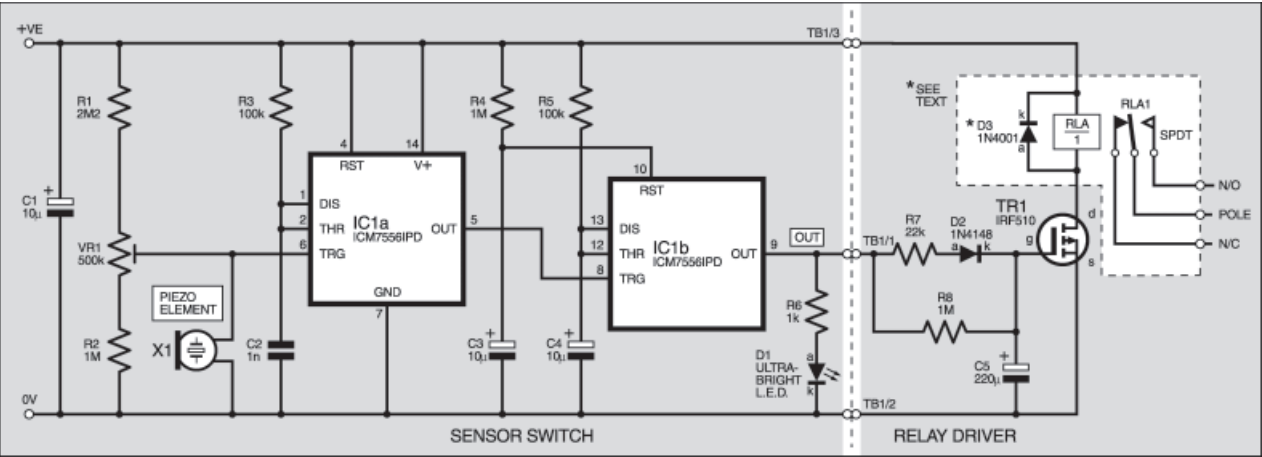 +VE
TB1/3
R1
2M2
R3
100k
R4
1M
R5
100k
*SEE
TEXT
* D3
1N4001
k
a
RLA
1
RLA1
SPDT
4
14
RST
V+
10
RST
C1
+
10µ
1
DIS
2
THR
6
TRG
IC1a
ICM7556IPD
OUT
5
13
DIS
12
THR
8
TRG
IC1b
ICM7556IPD
OUT
9
OUT
TB1/1
R7
22k
D2
1N4148
a
k
TR1
IRF510
d
g
s
N/O
POLE
N/C
VR1
500k
PIEZO
ELEMENT
GND
7
R6
1k
R8
1M
R2
1M
X1
C2
1n
C3
+
10µ
C4
+
10µ
D1
ULTRA-
BRIGHT
L.E.D.
a
k
C5
+
220µ
0V
TB1/2
SENSOR SWITCH
RELAY DRIVER